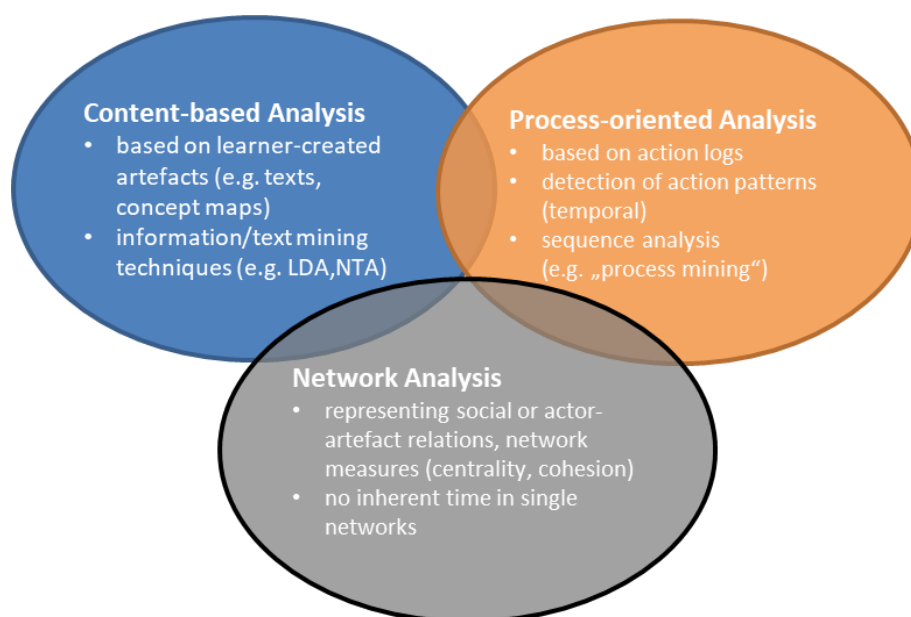 Content-based Analysis
• based on learner-created
artefacts (e.g. texts,
concept maps)
• information/text mining
techniques (e.g. LDA,NTA)
Process-oriented Analysis
• based on action logs
• detection of action patterns
(temporal)
• sequence analysis
(e.g. „process mining“)
Network Analysis
• representing social or actor-
artefact relations, network
measures (centrality, cohesion)
• no inherent time in single
networks